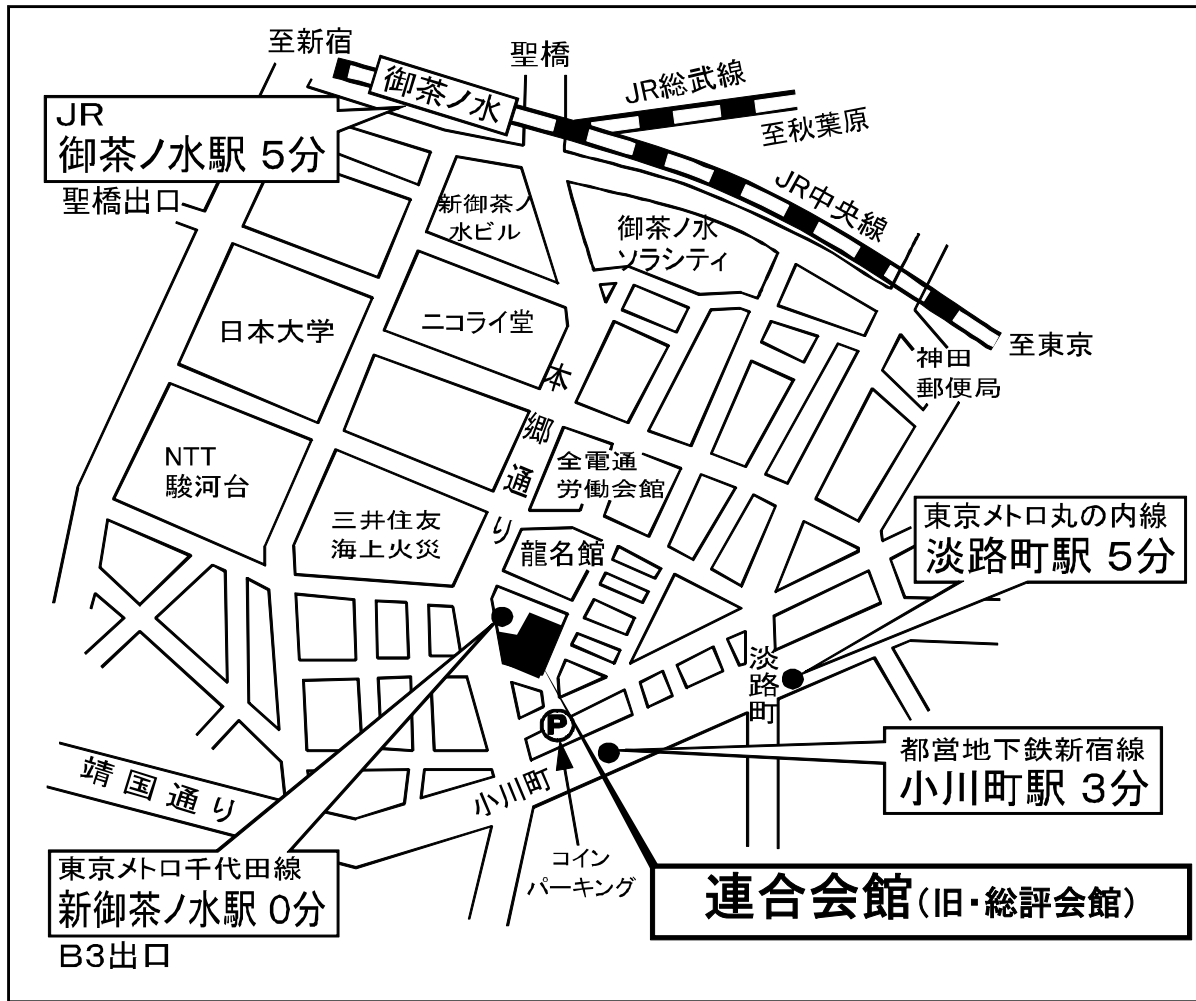 至新宿
聖橋
御茶ノ水
JR総武線
至秋葉原
JR
御茶ノ水駅 5分
聖橋出口
JR中央線
新御茶ノ
水ビル
御茶ノ水
ソラシティ
日本大学
ニコライ堂
至東京
神田
郵便局
本郷通り
NTT
駿河台
全電通
労働会館
三井住友
海上火災
龍名館
東京メトロ丸の内線
淡路町駅 5分
淡路町
P
都営地下鉄新宿線
小川町駅 3分
靖国通り
小川町
コイン
パーキング
東京メトロ千代田線
新御茶ノ水駅 0分
B3出口
連合会館(旧・総評会館)